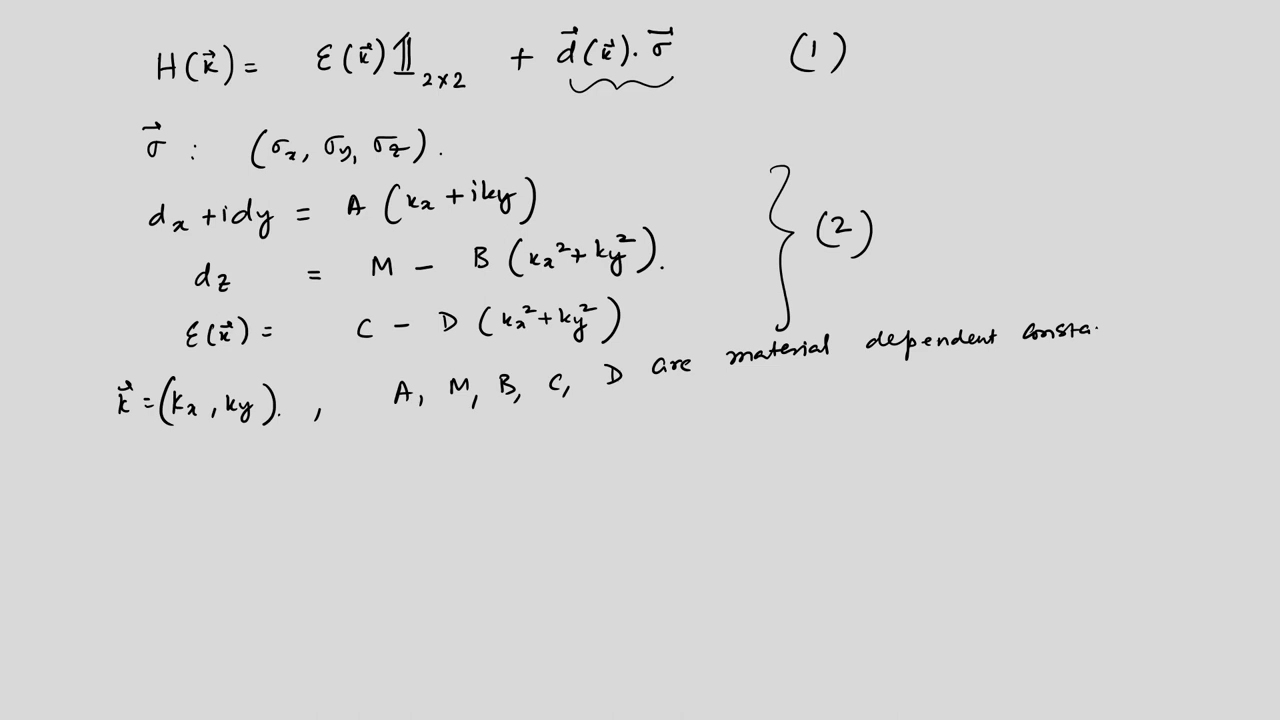 H(k⃗) = ε(k⃗) 𝟙₂ₓ₂ + d⃗(k⃗). σ⃗ (1)
σ⃗ : (σₓ, σy, σz).
dₓ + idy = A (kₓ + iky)
dz = M − B (kₓ² + ky²). } (2)
ε(k⃗) = C − D (kₓ² + ky²)
k⃗ = (kₓ, ky). , A, M, B, C, D are material dependent consta.